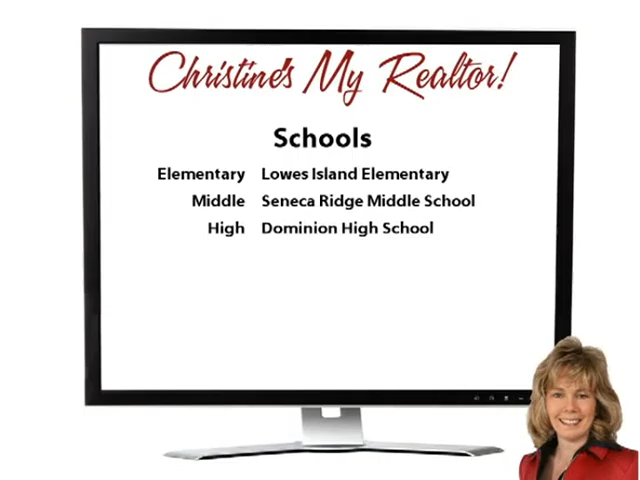 Christine's My Realtor!
Schools
Elementary Lowes Island Elementary
Middle Seneca Ridge Middle School
High Dominion High School